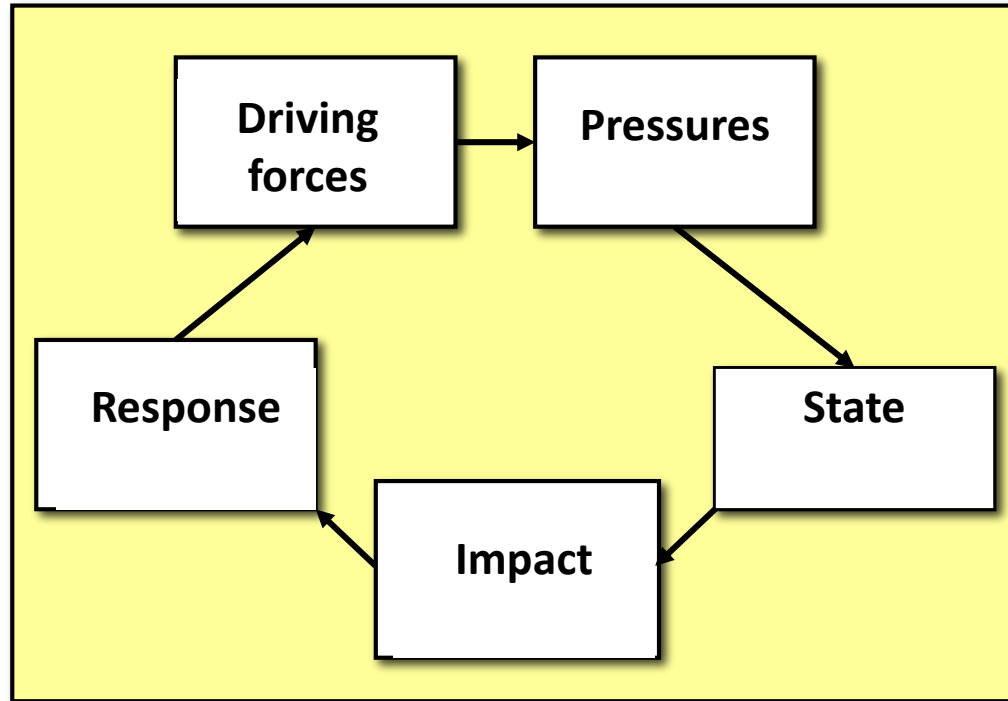 Driving
forces
Pressures
State
Impact
Response